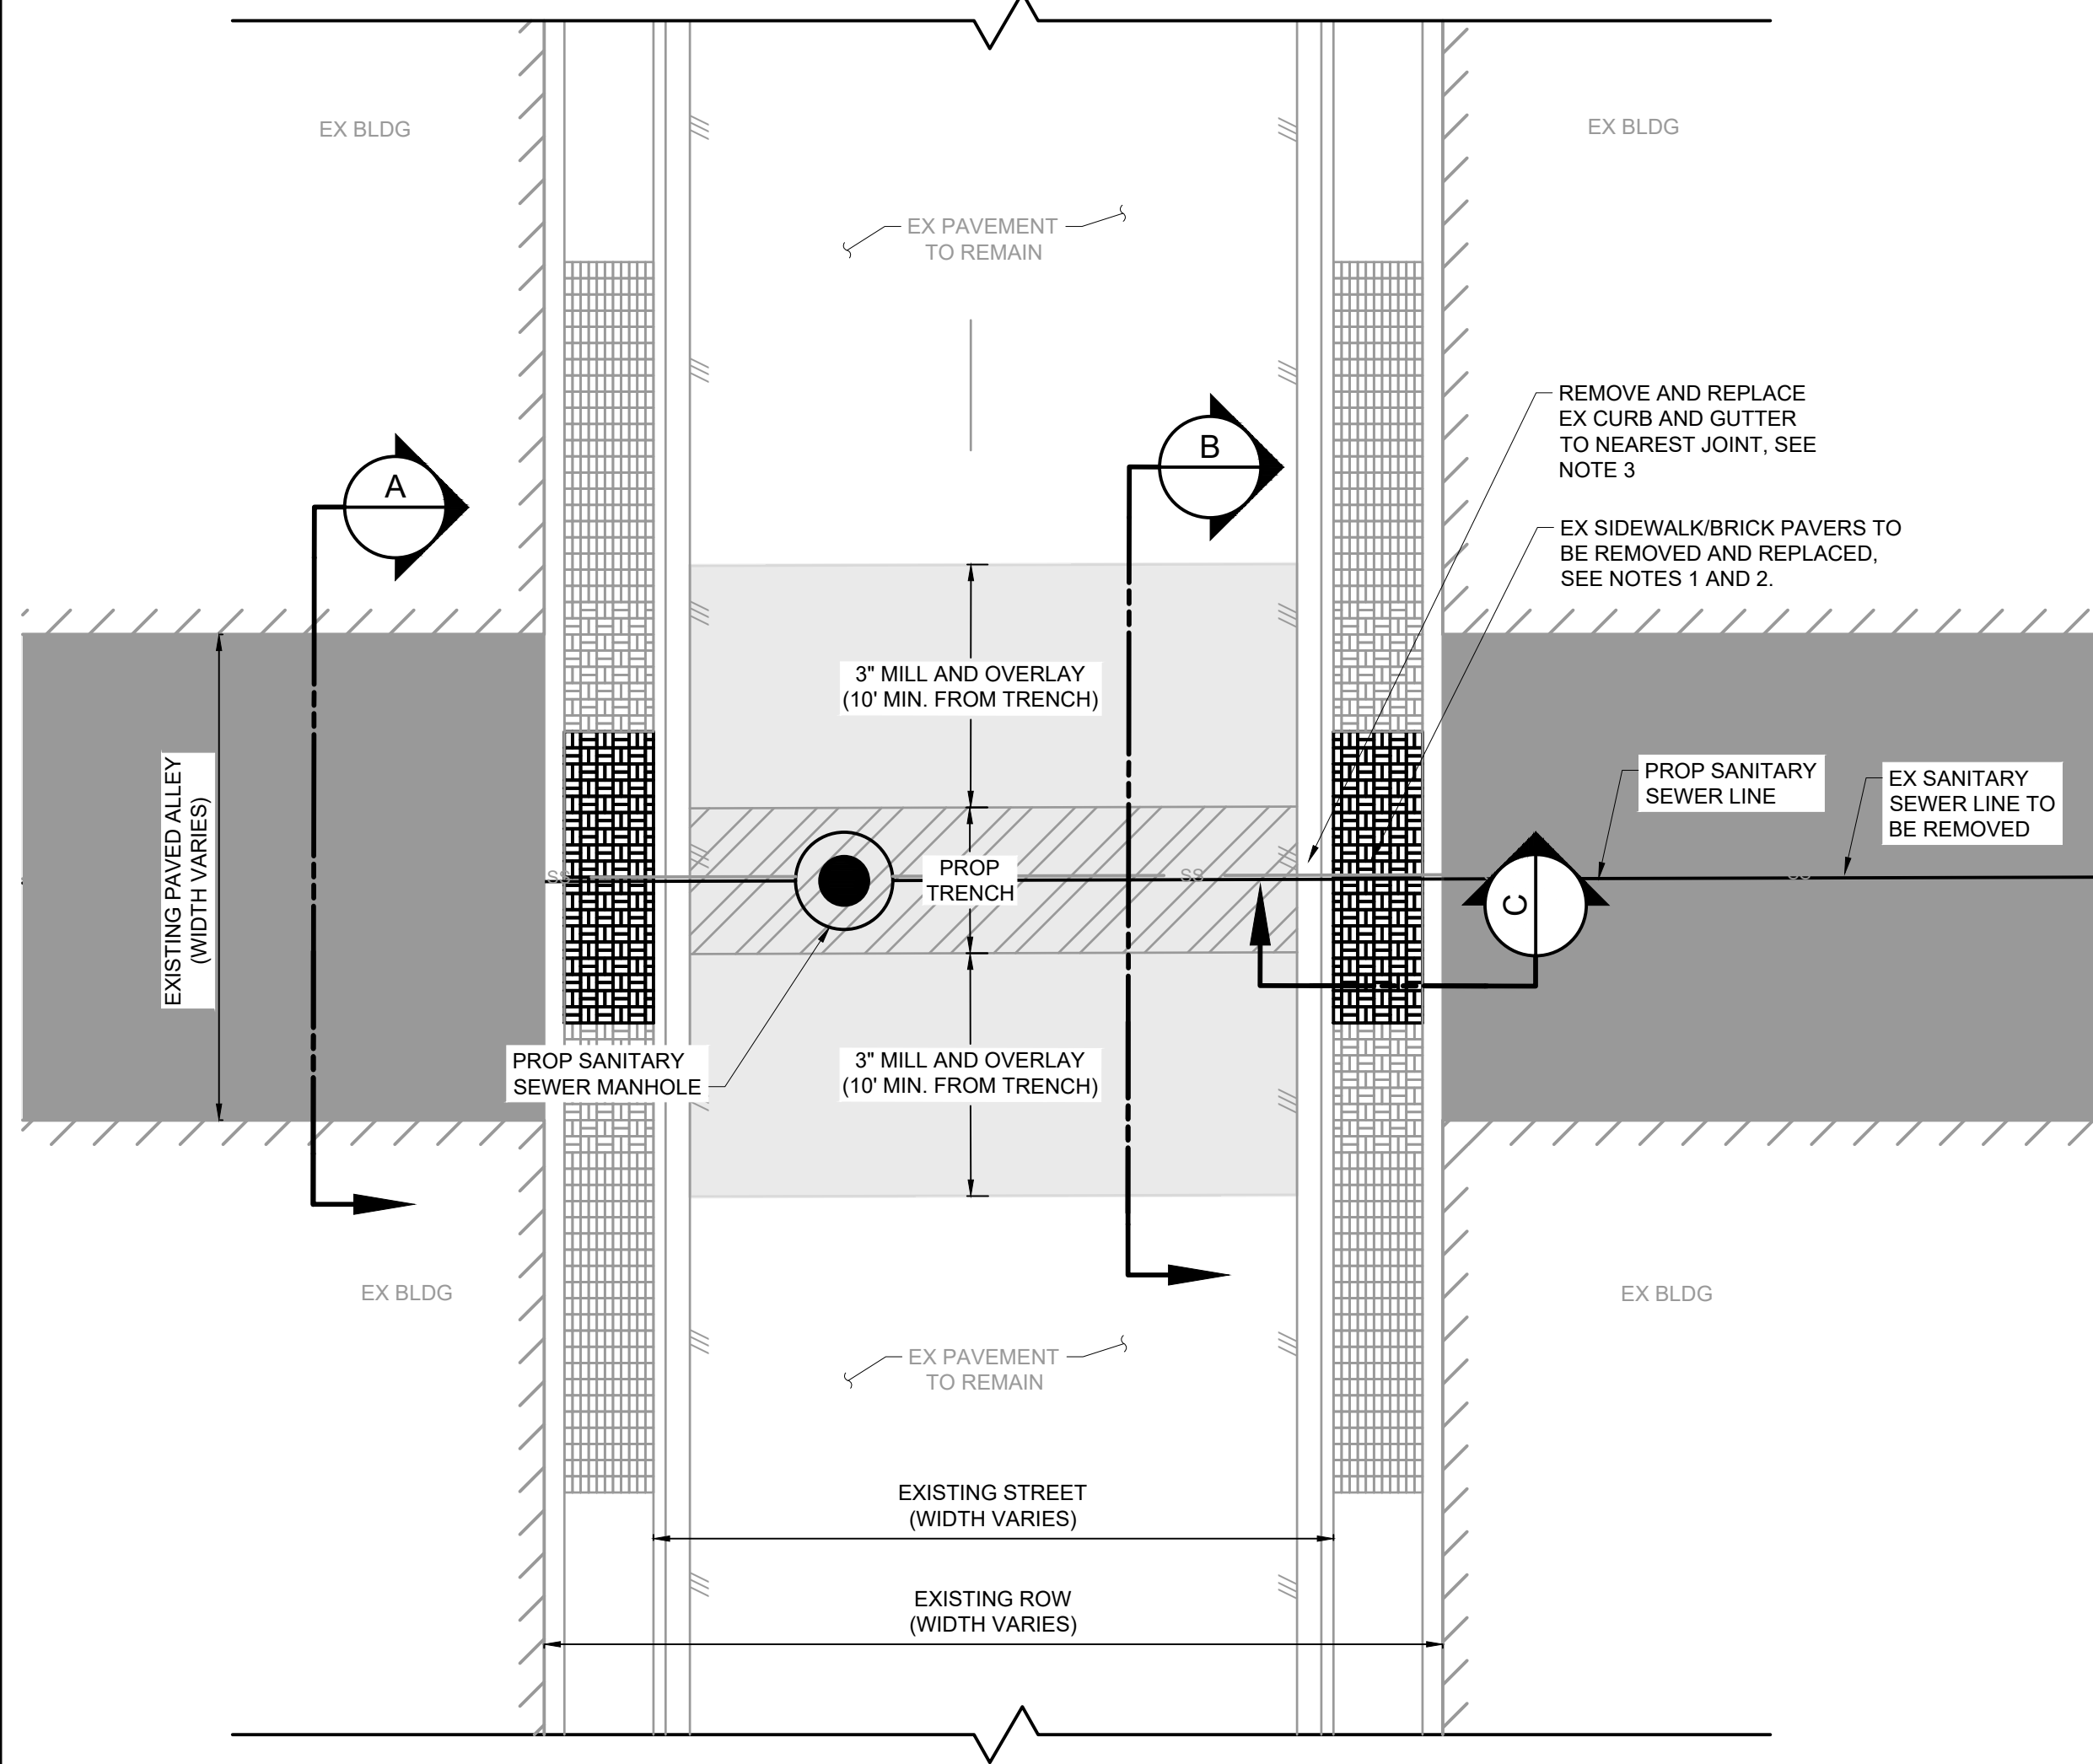 EX BLDG
EX BLDG
EX PAVEMENT
TO REMAIN
REMOVE AND REPLACE
EX CURB AND GUTTER
TO NEAREST JOINT, SEE
NOTE 3
B
A
EX SIDEWALK/BRICK PAVERS TO
BE REMOVED AND REPLACED,
SEE NOTES 1 AND 2.
3" MILL AND OVERLAY
(10' MIN. FROM TRENCH)
EXISTING PAVED ALLEY
(WIDTH VARIES)
PROP SANITARY
SEWER LINE
EX SANITARY
SEWER LINE TO
BE REMOVED
PROP
TRENCH
SS
SS
SS
C
PROP SANITARY
SEWER MANHOLE
3" MILL AND OVERLAY
(10' MIN. FROM TRENCH)
EX BLDG
EX BLDG
EX PAVEMENT
TO REMAIN
EXISTING STREET
(WIDTH VARIES)
EXISTING ROW
(WIDTH VARIES)